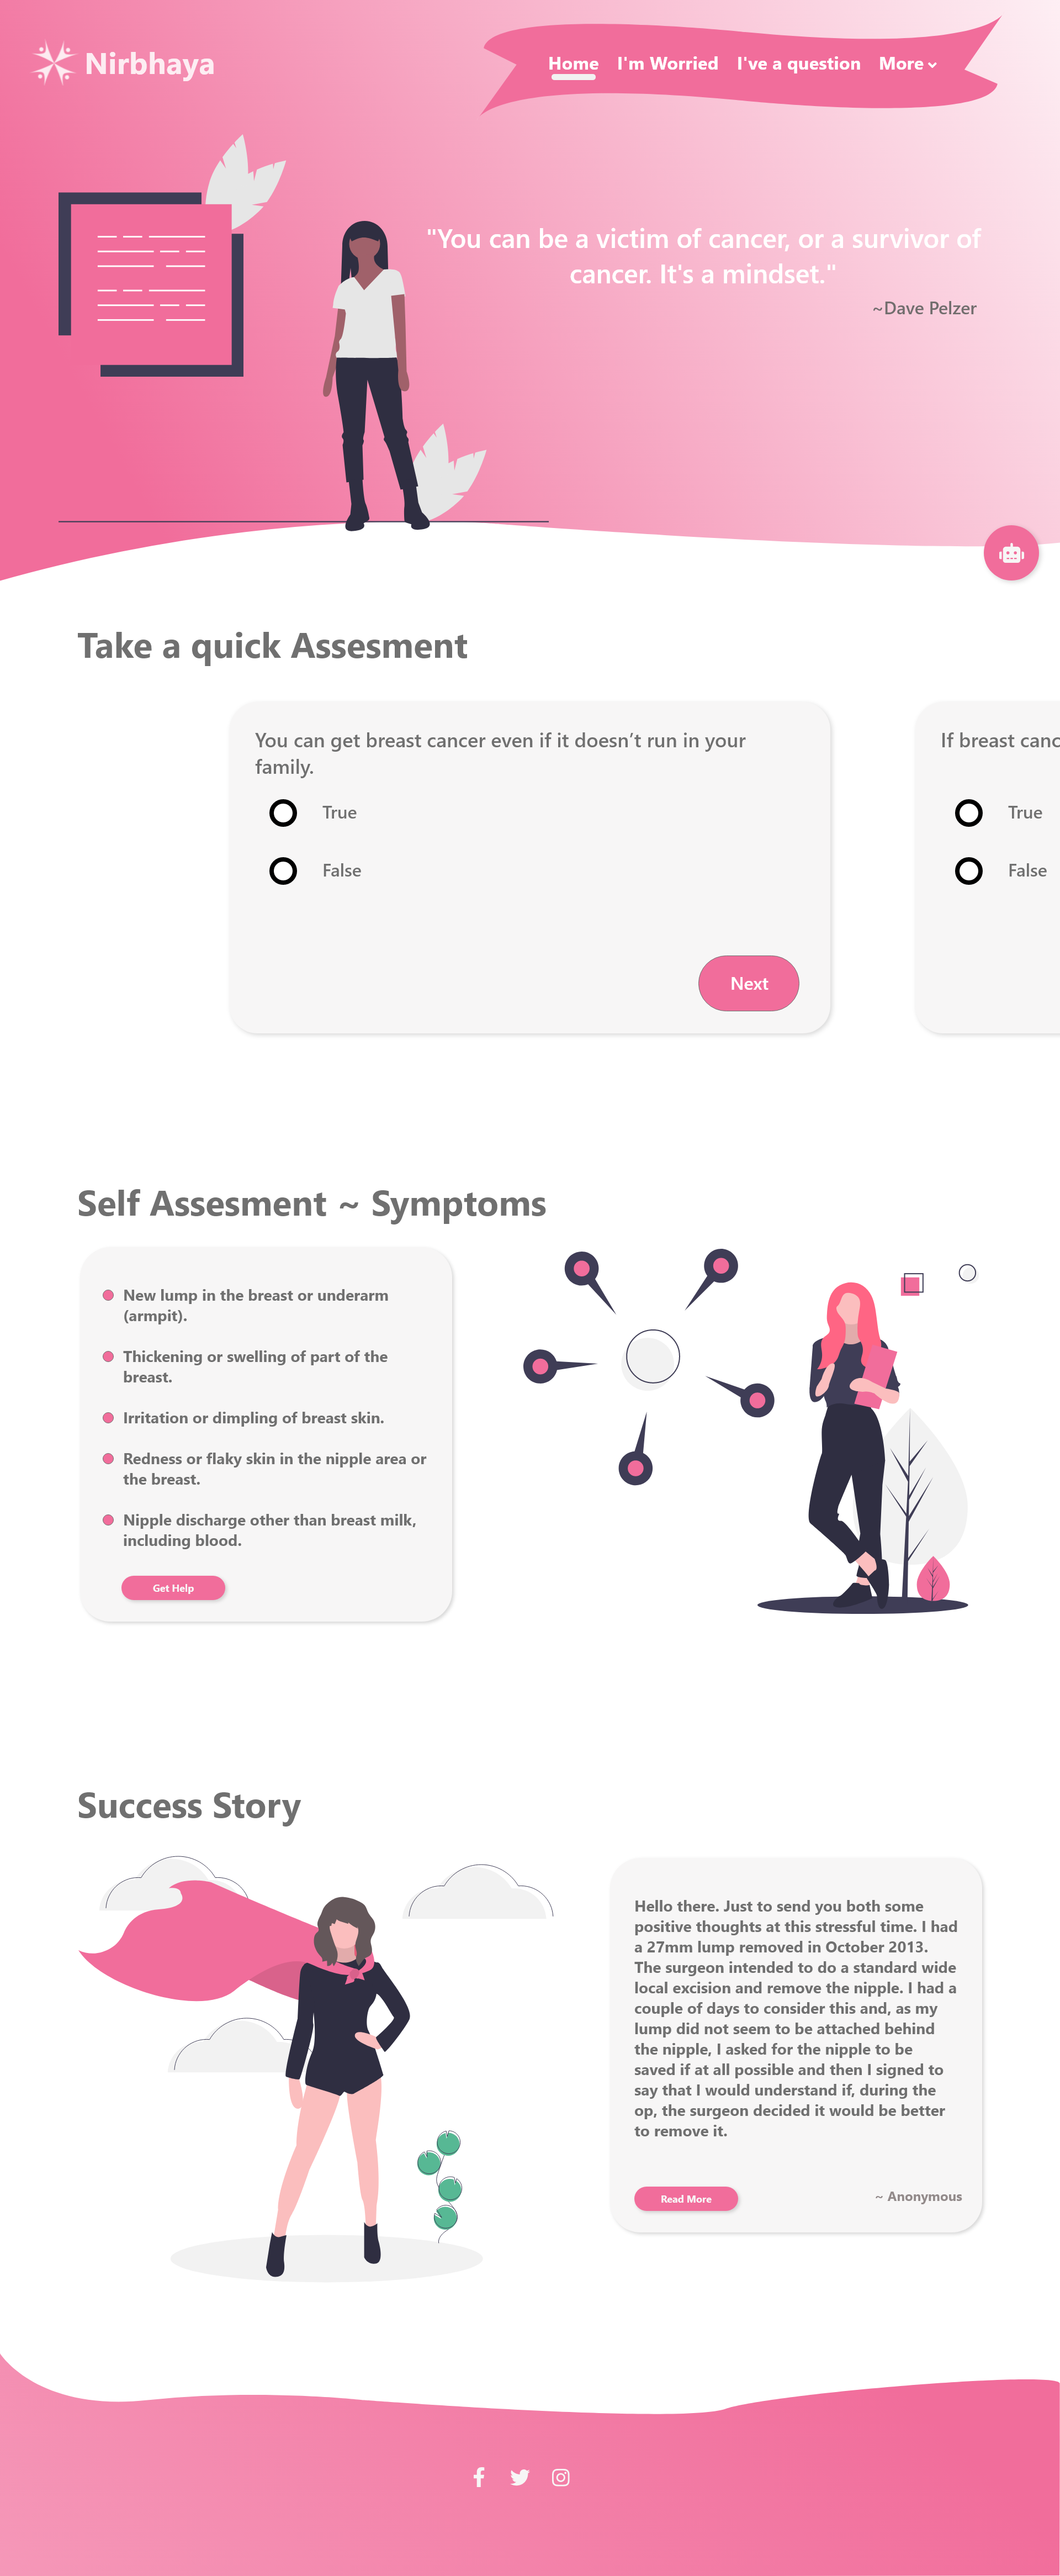 Nirbhaya
Home I'm Worried I've a question More
"You can be a victim of cancer, or a survivor of
cancer. It's a mindset."
~Dave Pelzer
Take a quick Assesment
You can get breast cancer even if it doesn’t run in your
family.
True
False
Next
If breast canc
True
False
Self Assesment ~ Symptoms
New lump in the breast or underarm
(armpit).
Thickening or swelling of part of the
breast.
Irritation or dimpling of breast skin.
Redness or flaky skin in the nipple area or
the breast.
Nipple discharge other than breast milk,
including blood.
Get Help
Success Story
Hello there. Just to send you both some
positive thoughts at this stressful time. I had
a 27mm lump removed in October 2013.
The surgeon intended to do a standard wide
local excision and remove the nipple. I had a
couple of days to consider this and, as my
lump did not seem to be attached behind
the nipple, I asked for the nipple to be
saved if at all possible and then I signed to
say that I would understand if, during the
op, the surgeon decided it would be better
to remove it.
Read More
~ Anonymous